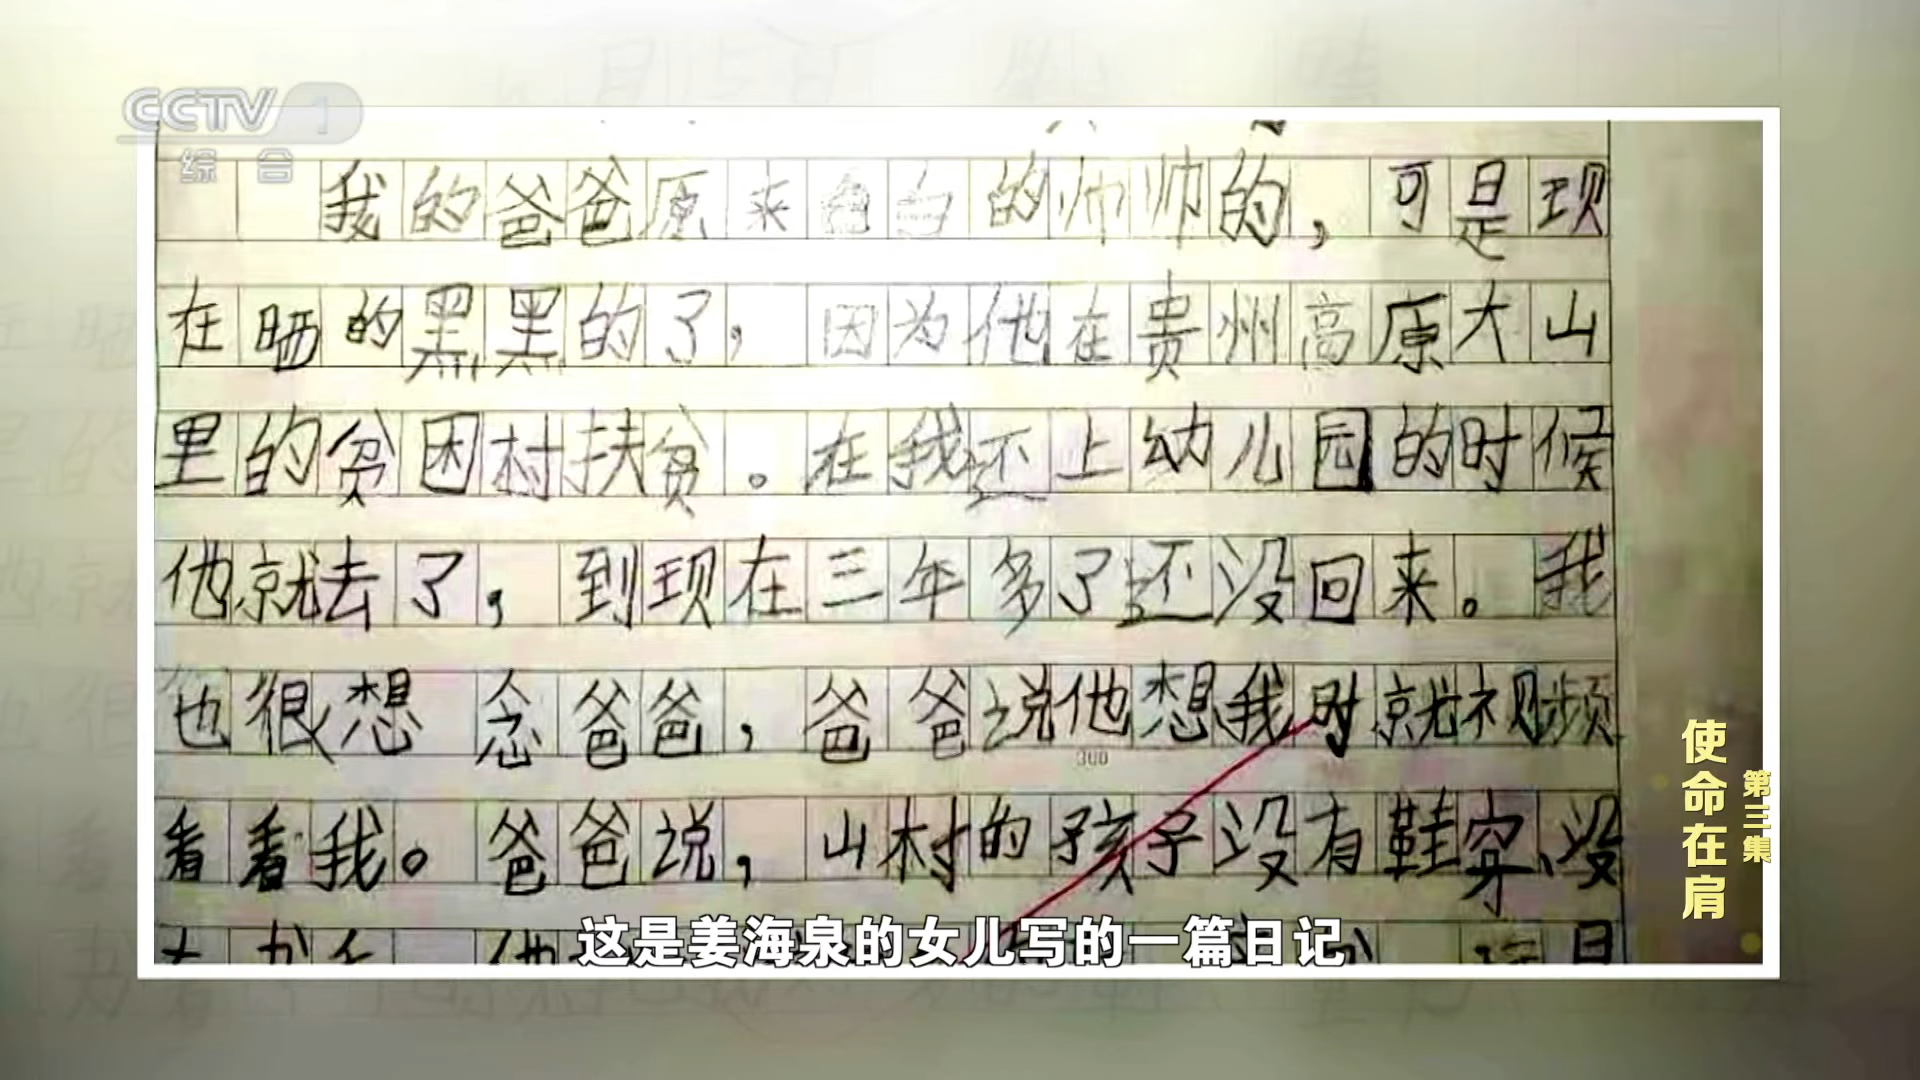 CCTV 1
综合
我的爸爸原来白白的帅帅的，可是现
在晒的黑黑的了，因为他在贵州高原大山
里的贫困村扶贫。在我还上幼儿园的时候
他就去了，到现在三年多了还没回来。我
也很想念爸爸，爸爸说他想我时就视频
300
看看我。爸爸说，山村的孩子没有鞋穿、没
这是姜海泉的女儿写的一篇日记
使命在肩
第三集